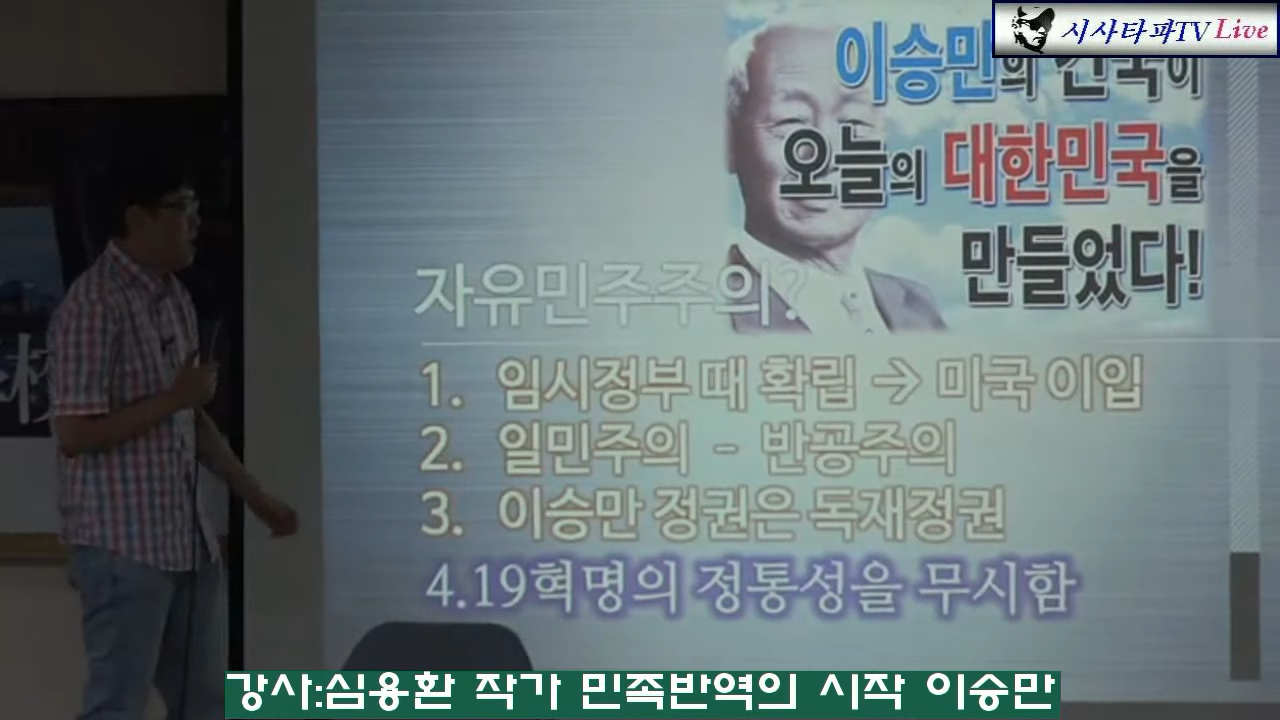 시사타파TV Live
이승만의 건국이
오늘의 대한민국을
만들었다!
자유민주주의?
1. 임시정부 때 확립 → 미국 이입
2. 일민주의 - 반공주의
3. 이승만 정권은 독재정권
4.19혁명의 정통성을 무시함
강사:심용환 작가 민족반역의 시작 이승만